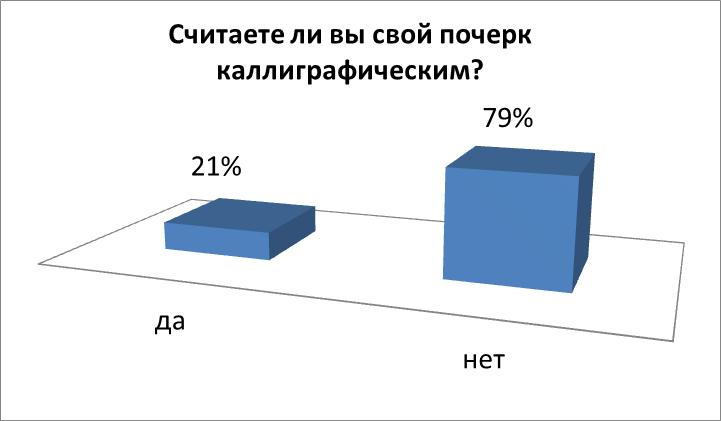 Считаете ли вы свой почерк
каллиграфическим?
79%
21%
да
нет